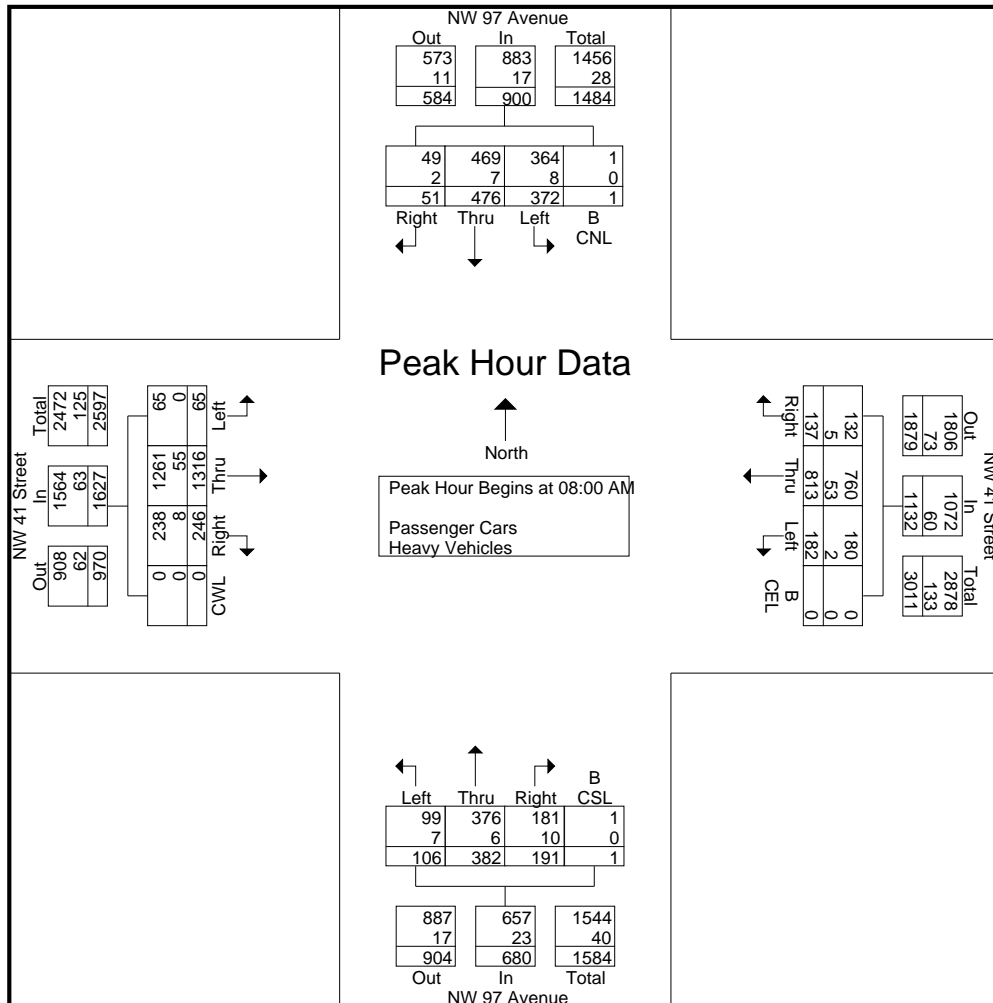 NW 97 Avenue
Out In Total
573 883 1456
11 17 28
584 900 1484
49 469 364 1
2 7 8 0
51 476 372 1
Right Thru Left B
CNL
Peak Hour Data
North
Peak Hour Begins at 08:00 AM
Passenger Cars
Heavy Vehicles
NW 41 Street
Total In Out
2472 1564 908
125 63 62
2597 1627 970
65 1261 238 0
0 55 8 0
65 1316 246 0
Left Thru Right CWL
NW 41 Street
Out In Total
1806 1072 2878
73 60 133
1879 1132 3011
132 760 180 0
5 53 2 0
137 813 182 0
Right Thru Left B
CEL
B
Left Thru Right CSL
99 376 181 1
7 6 10 0
106 382 191 1
887 657 1544
17 23 40
904 680 1584
Out In Total
NW 97 Avenue